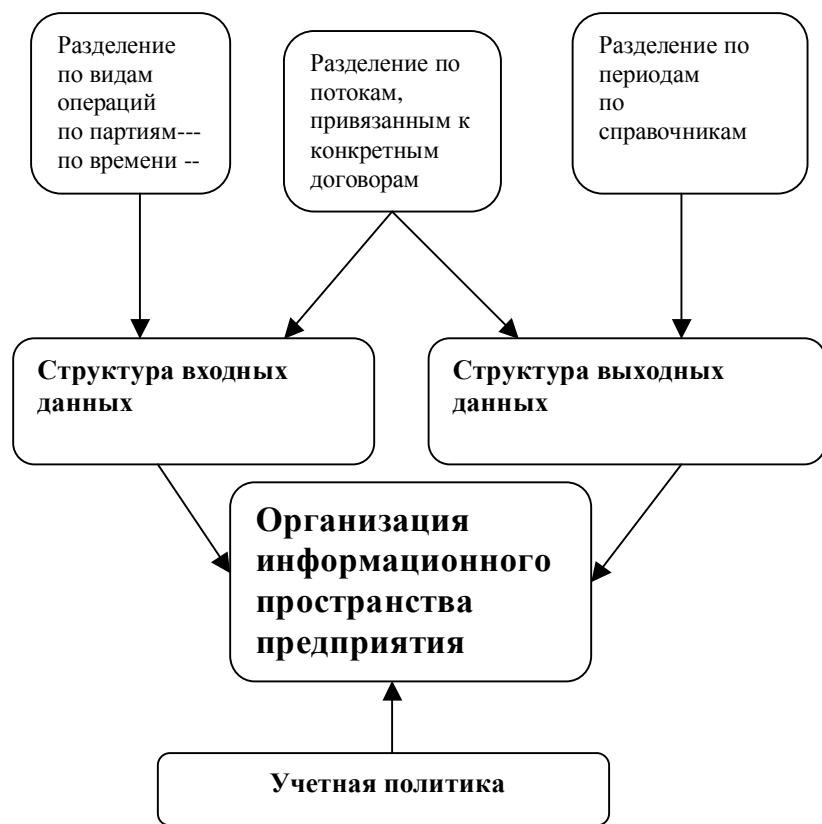 Разделение
по видам
операций
по партиям---
по времени --
Разделение по
потокам,
привязанным к
конкретным
договорам
Разделение по
периодам
по
справочникам
Структура входных
данных
Структура выходных
данных
Организация
информационного
пространства
предприятия
Учетная политика